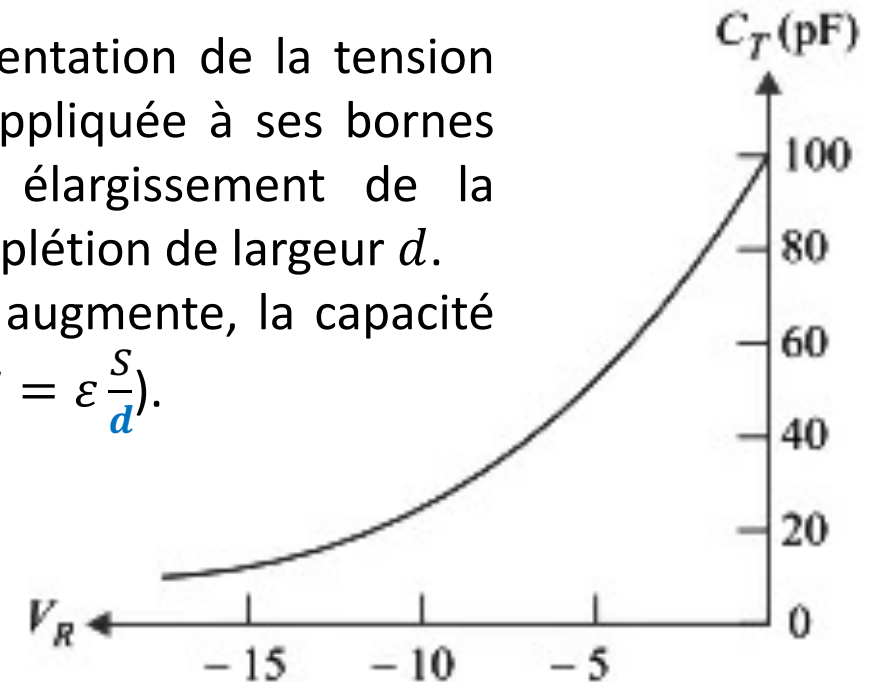 entation de la tension
ppliquée à ses bornes
élargissement de la
plétion de largeur d.
augmente, la capacité
= ε S/d).
C_T (pF)
100
80
60
40
20
0
V_R
– 15
– 10
– 5